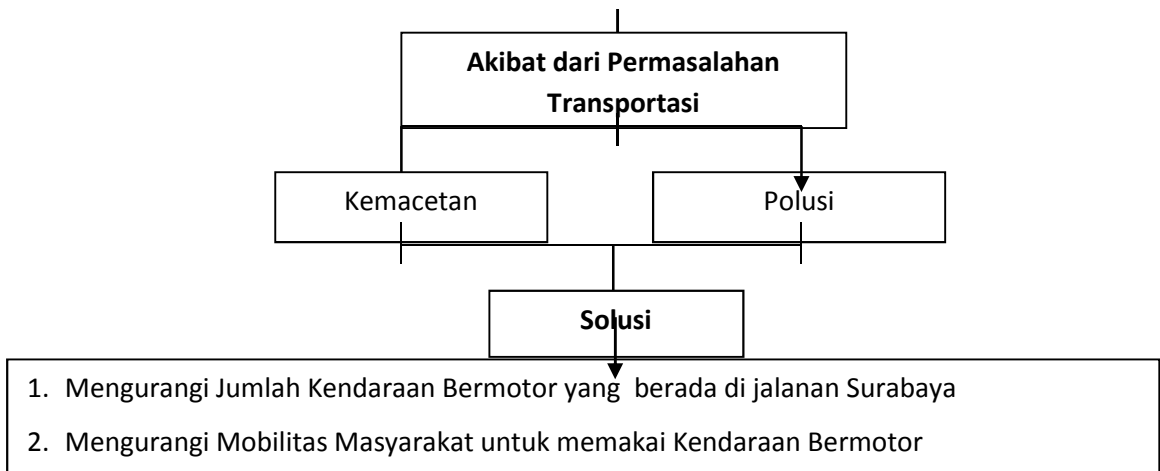 Akibat dari Permasalahan
Transportasi
Kemacetan
Polusi
Solusi
1. Mengurangi Jumlah Kendaraan Bermotor yang berada di jalanan Surabaya
2. Mengurangi Mobilitas Masyarakat untuk memakai Kendaraan Bermotor